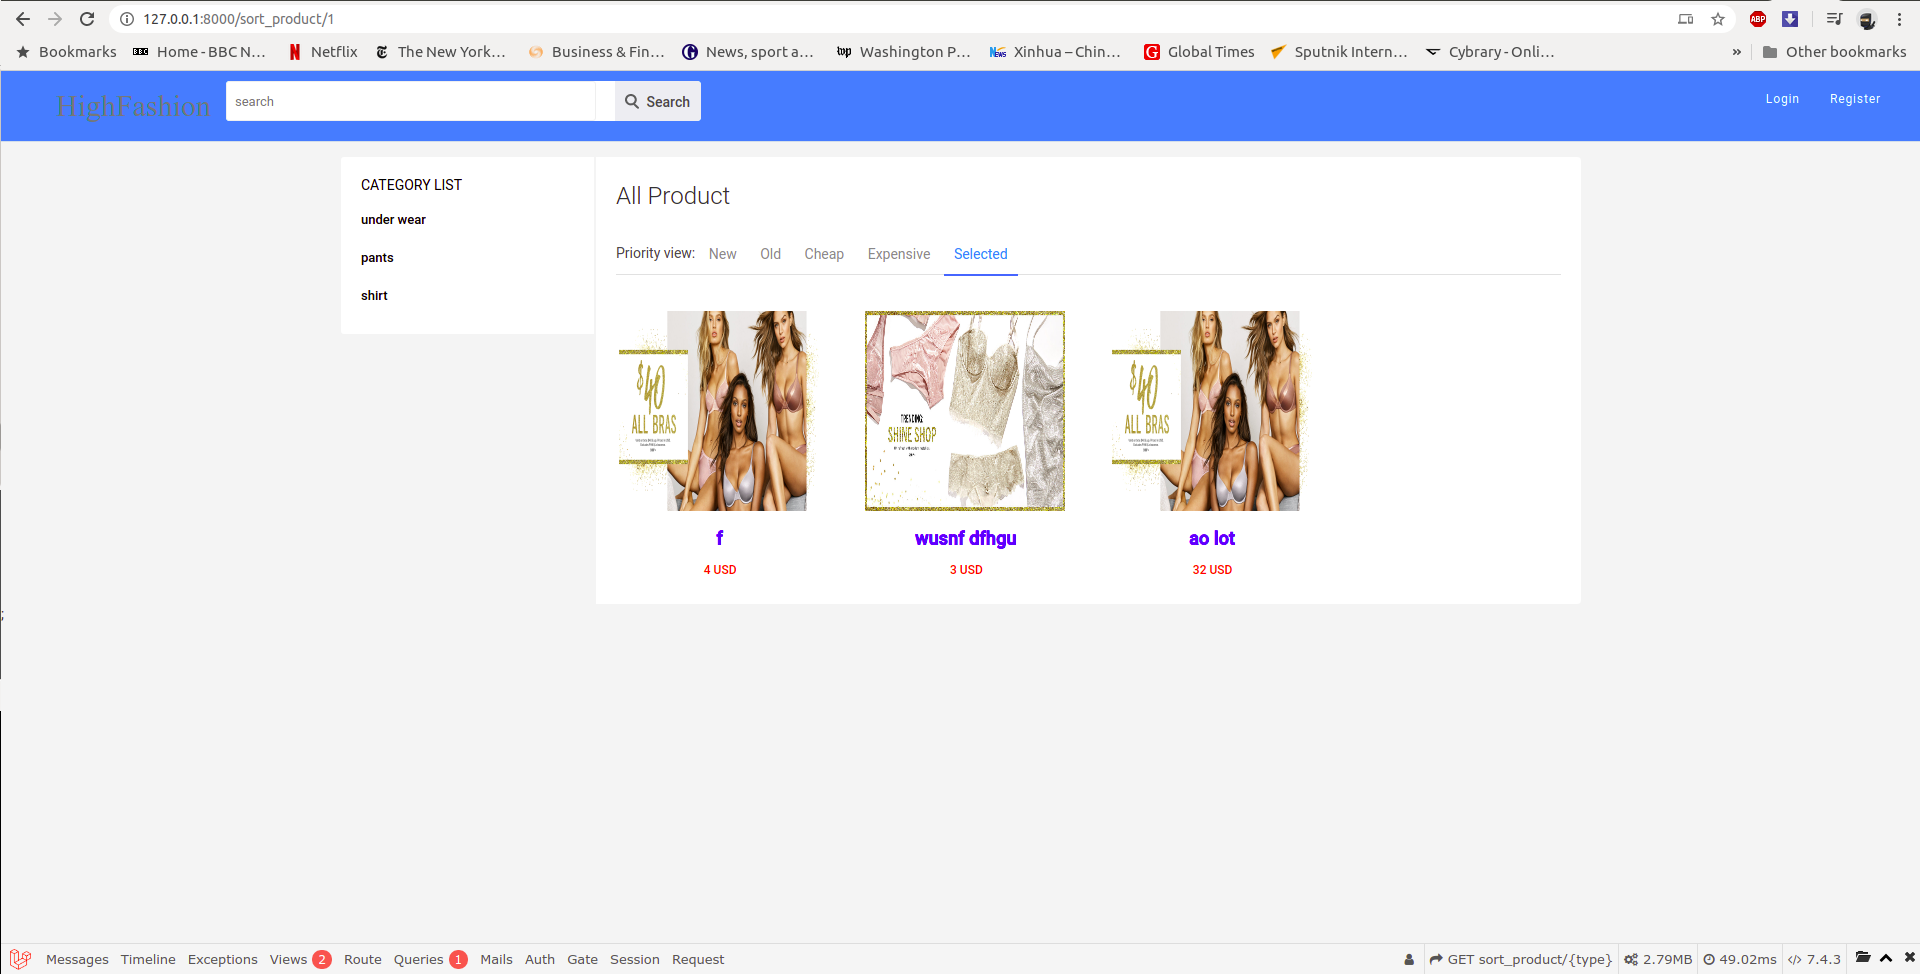 127.0.0.1:8000/sort_product/1
ABP
Bookmarks
BBC Home - BBC N...
N Netflix
The New York...
Business & Fin...
News, sport a...
wp Washington P...
NEWS Xinhua – Chin...
G Global Times
Sputnik Intern...
Cybrary - Onli...
»
Other bookmarks
HighFashion
search
Search
Login
Register
CATEGORY LIST
under wear
pants
shirt
All Product
Priority view: New Old Cheap Expensive Selected
$40
ALL BRAS
TRENDING:
SHINE SHOP
$40
ALL BRAS
f
wusnf dfhgu
ao lot
4 USD
3 USD
32 USD
;
Messages Timeline Exceptions Views 2 Route Queries 1 Mails Auth Gate Session Request
GET sort_product/{type} 2.79MB 49.02ms </> 7.4.3